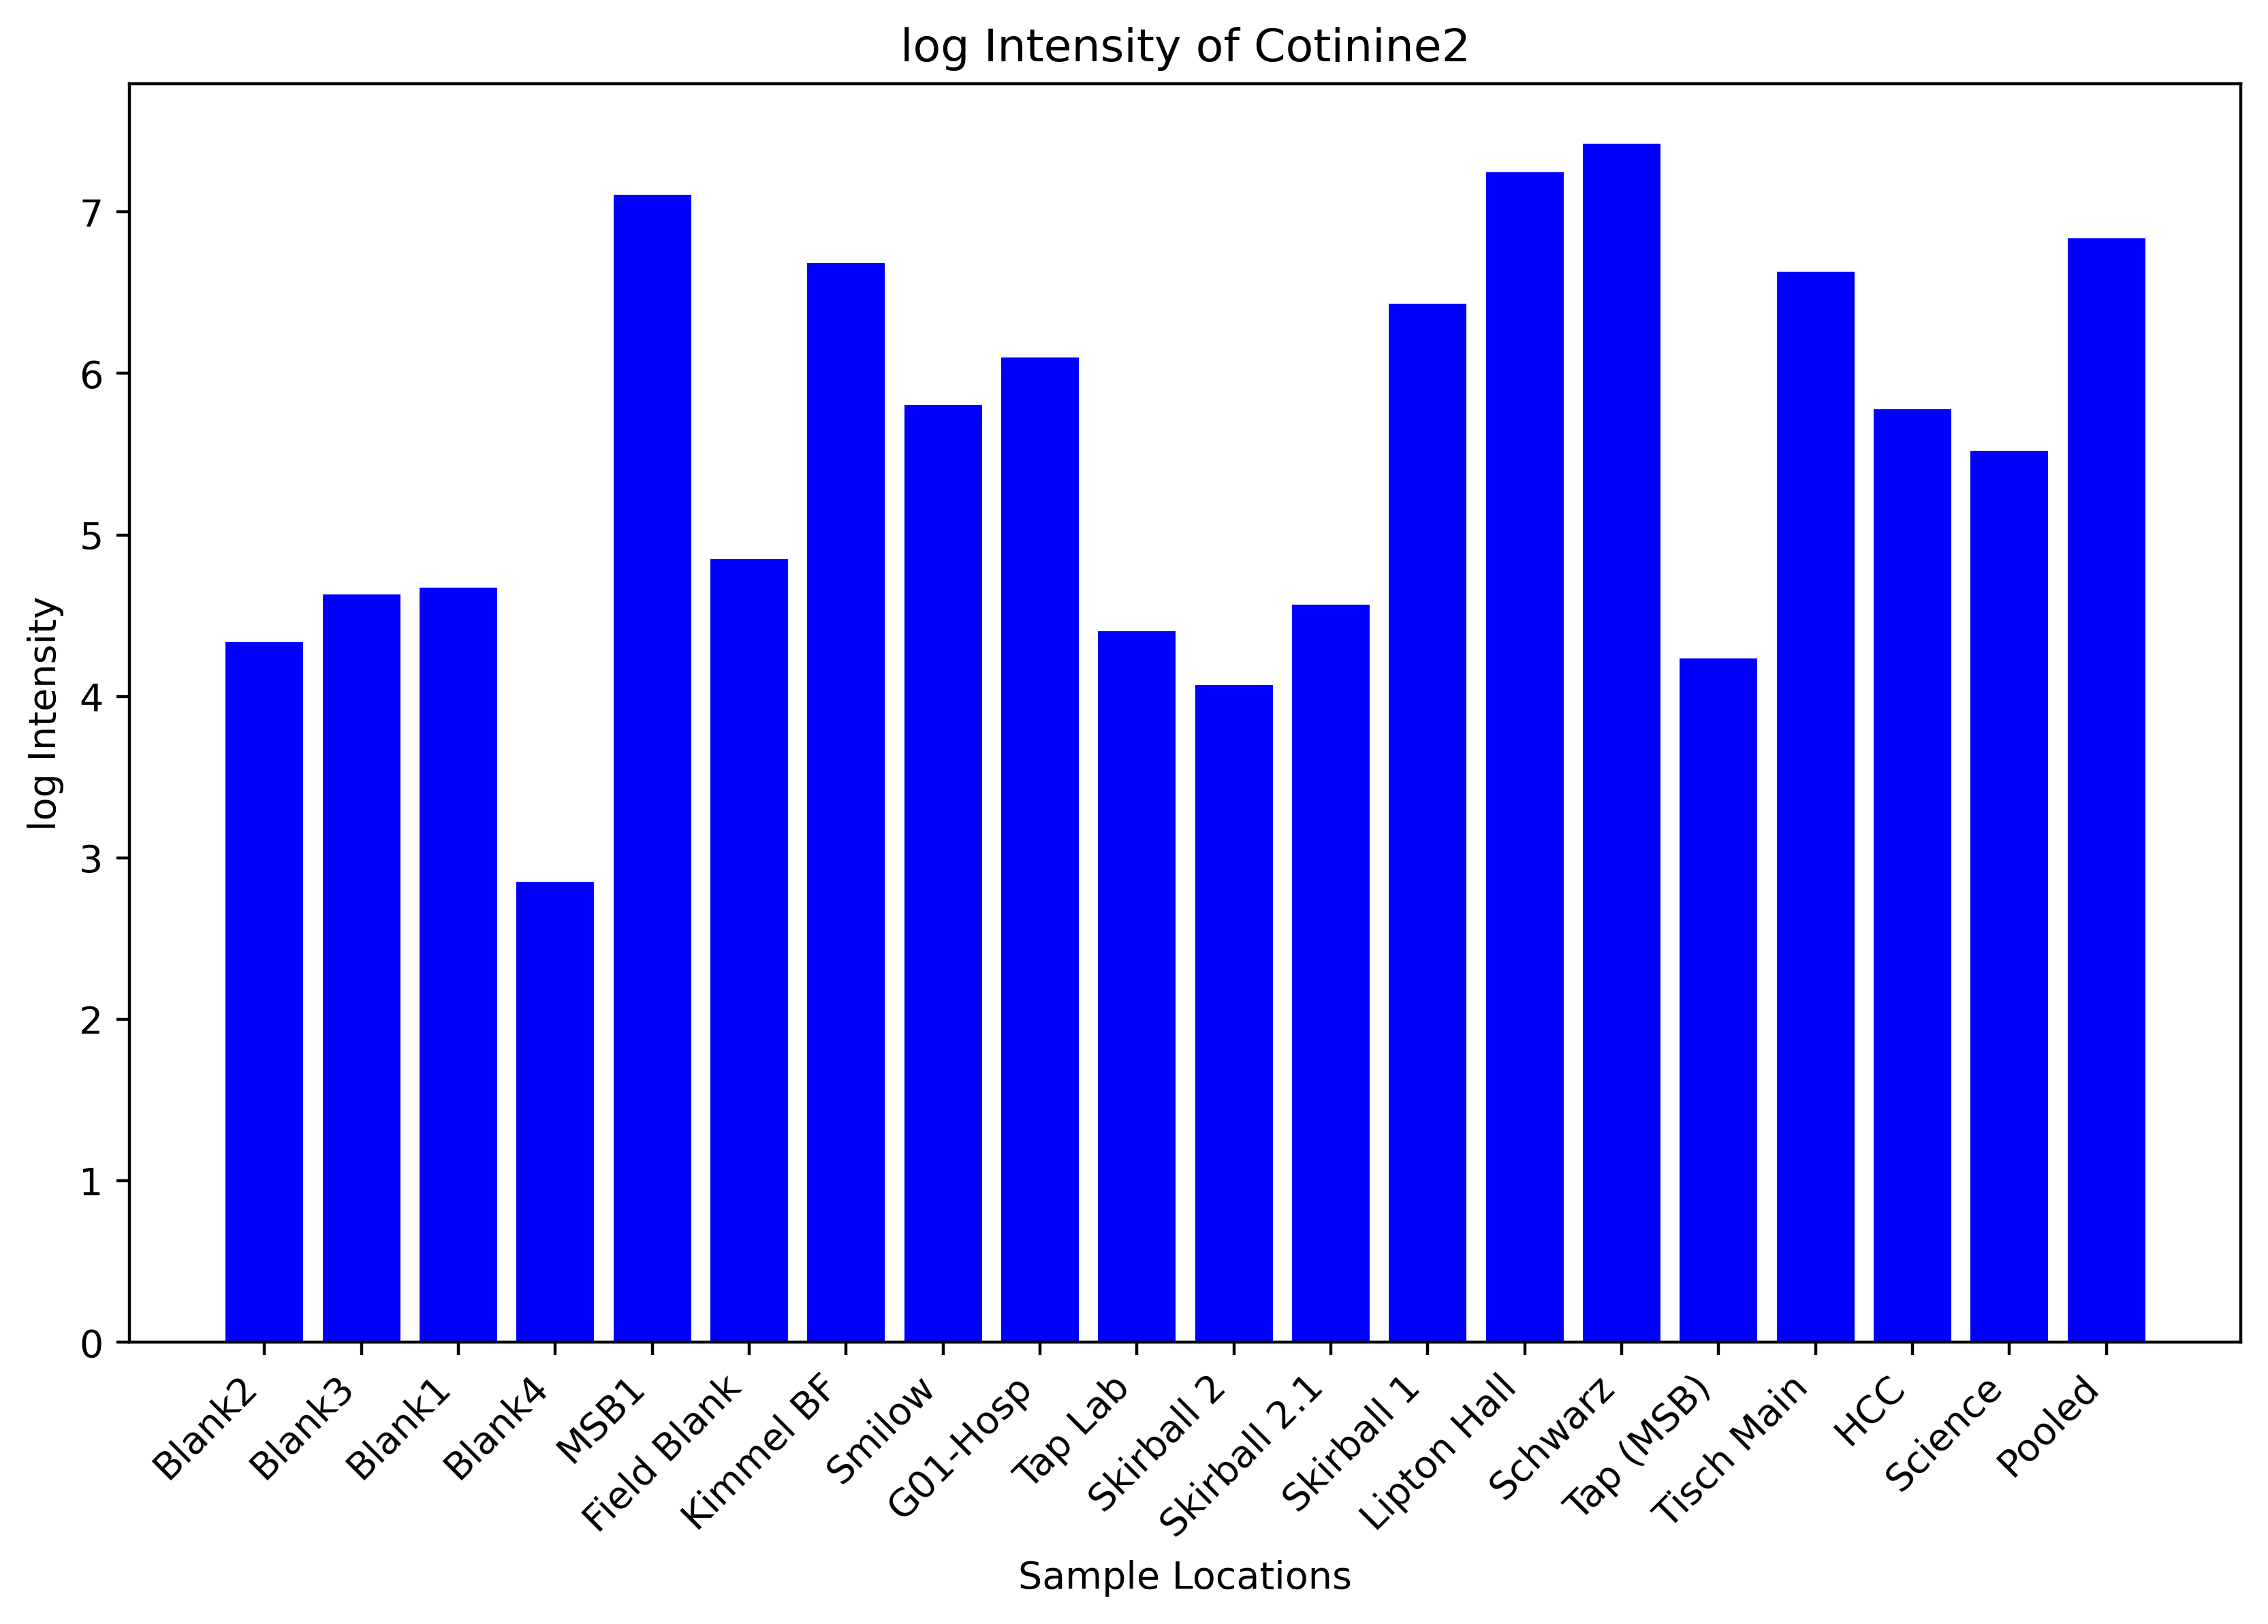 log Intensity of Cotinine2
log Intensity
7
6
5
4
3
2
1
0
Blank2
Blank3
Blank1
Blank4
MSB1
Field Blank
Kimmel BF
Smilow
G01-Hosp
Tap Lab
Skirball 2
Skirball 2.1
Skirball 1
Lipton Hall
Schwarz
Tap (MSB)
Tisch Main
HCC
Science
Pooled
Sample Locations